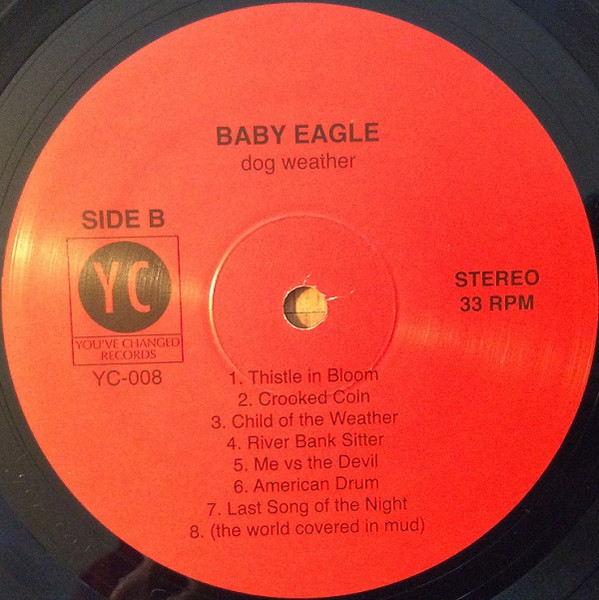 BABY EAGLE
dog weather
SIDE B
YC
YOU'VE CHANGED
RECORDS
YC-008
STEREO
33 RPM
1. Thistle in Bloom
2. Crooked Coin
3. Child of the Weather
4. River Bank Sitter
5. Me vs the Devil
6. American Drum
7. Last Song of the Night
8. (the world covered in mud)